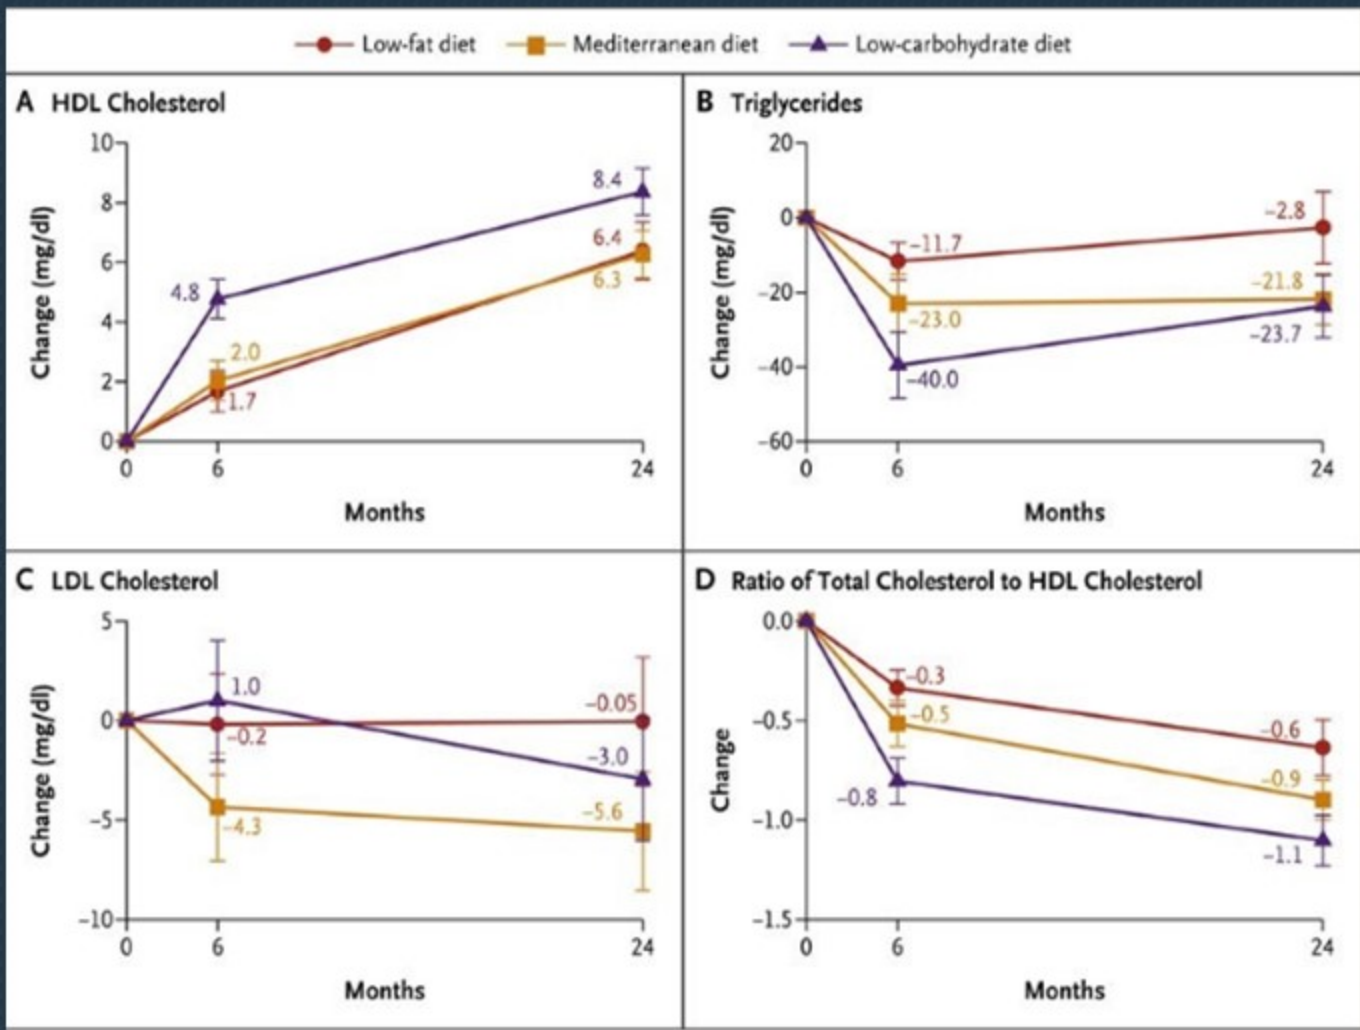 Low-fat diet Mediterranean diet Low-carbohydrate diet
A HDL Cholesterol
Change (mg/dl)
10
8
6
4
2
0
4.8
2.0
1.7
8.4
6.4
6.3
0 6 24
Months
B Triglycerides
Change (mg/dl)
20
0
−20
−40
−60
−11.7
−23.0
−40.0
−2.8
−21.8
−23.7
0 6 24
Months
C LDL Cholesterol
Change (mg/dl)
5
0
−5
−10
1.0
−0.2
−4.3
−0.05
−3.0
−5.6
0 6 24
Months
D Ratio of Total Cholesterol to HDL Cholesterol
Change
0.0
−0.5
−1.0
−1.5
−0.3
−0.5
−0.8
−0.6
−0.9
−1.1
0 6 24
Months